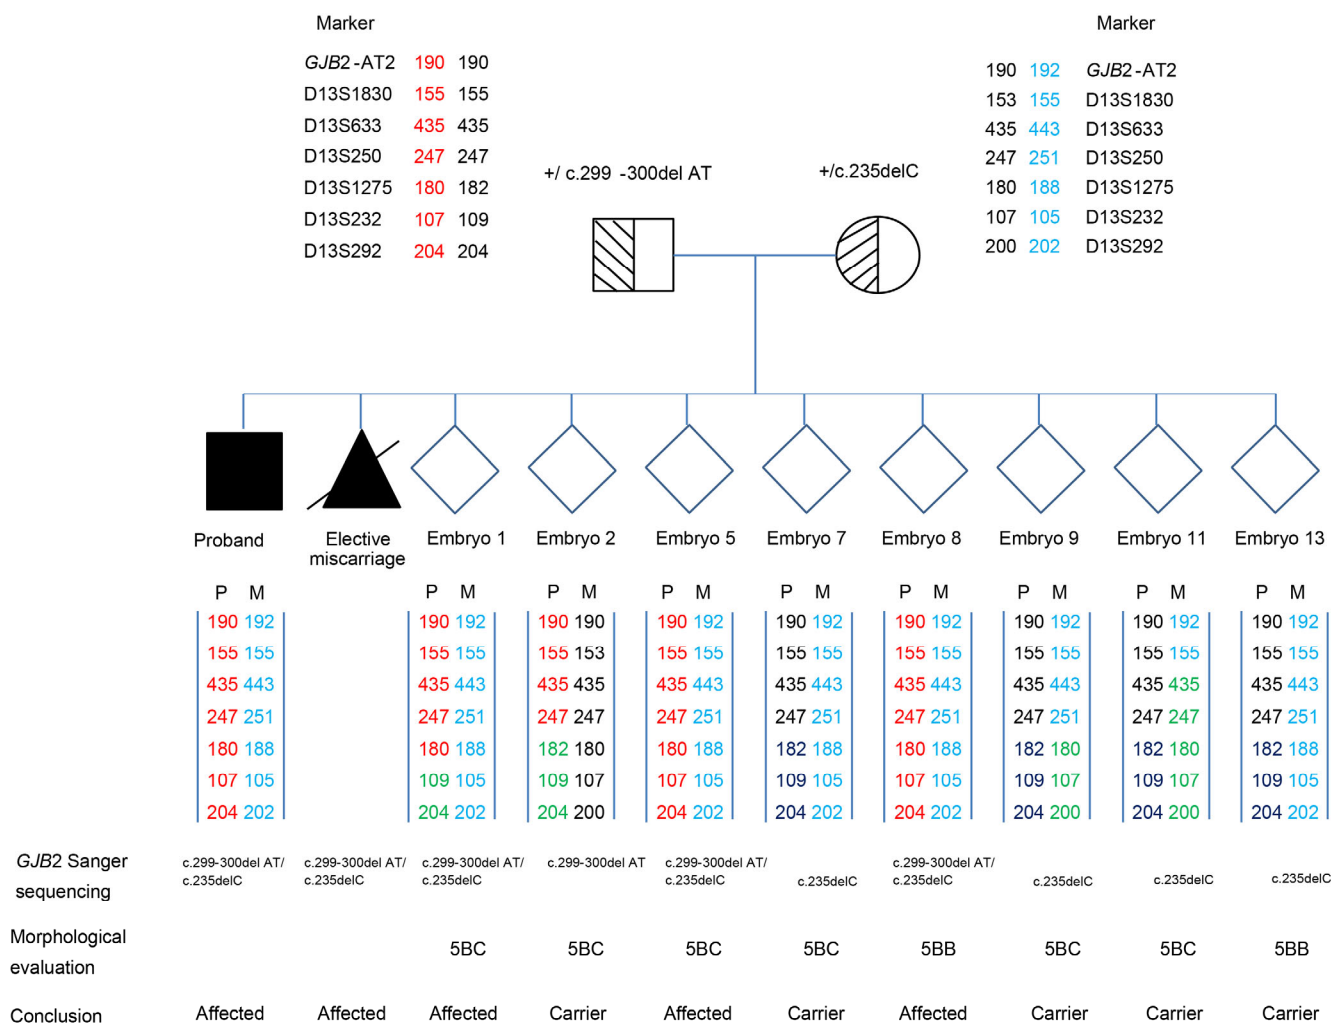 Marker
GJB2-AT2 190 190
D13S1830 155 155
D13S633 435 435
D13S250 247 247
D13S1275 180 182
D13S232 107 109
D13S292 204 204
+/ c.299 -300del AT
+/c.235delC
Marker
190 192 GJB2-AT2
153 155 D13S1830
435 443 D13S633
247 251 D13S250
180 188 D13S1275
107 105 D13S232
200 202 D13S292
Proband Elective miscarriage Embryo 1 Embryo 2 Embryo 5 Embryo 7 Embryo 8 Embryo 9 Embryo 11 Embryo 13
P M P M P M P M P M P M P M P M P M
190 192 190 192 190 190 190 192 190 192 190 192 190 192 190 192 190 192
155 155 155 155 155 153 155 155 155 155 155 155 155 155 155 155 155 155
435 443 435 443 435 435 435 443 435 443 435 443 435 443 435 435 435 443
247 251 247 251 247 247 247 251 247 251 247 251 247 251 247 247 247 251
180 188 180 188 182 180 180 188 182 188 180 188 182 180 182 180 182 188
107 105 109 105 109 107 107 105 109 105 107 105 109 107 109 107 109 105
204 202 204 202 204 200 204 202 204 202 204 202 204 200 204 200 204 202
GJB2 Sanger sequencing c.299-300del AT/ c.235delC c.299-300del AT/ c.235delC c.299-300del AT/ c.235delC c.299-300del AT c.299-300del AT/ c.235delC c.235delC c.299-300del AT/ c.235delC c.235delC c.235delC c.235delC
Morphological evaluation 5BC 5BC 5BC 5BC 5BB 5BC 5BC 5BB
Conclusion Affected Affected Affected Carrier Affected Carrier Affected Carrier Carrier Carrier